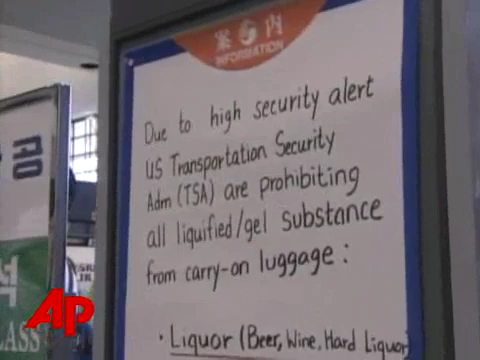 案内
INFORMATION
Due to high security alert
US Transportation Security
Adm (TSA) are prohibiting
all liquified/gel substance
from carry-on luggage:
• Liquor (Beer, Wine, Hard Liquor
AP